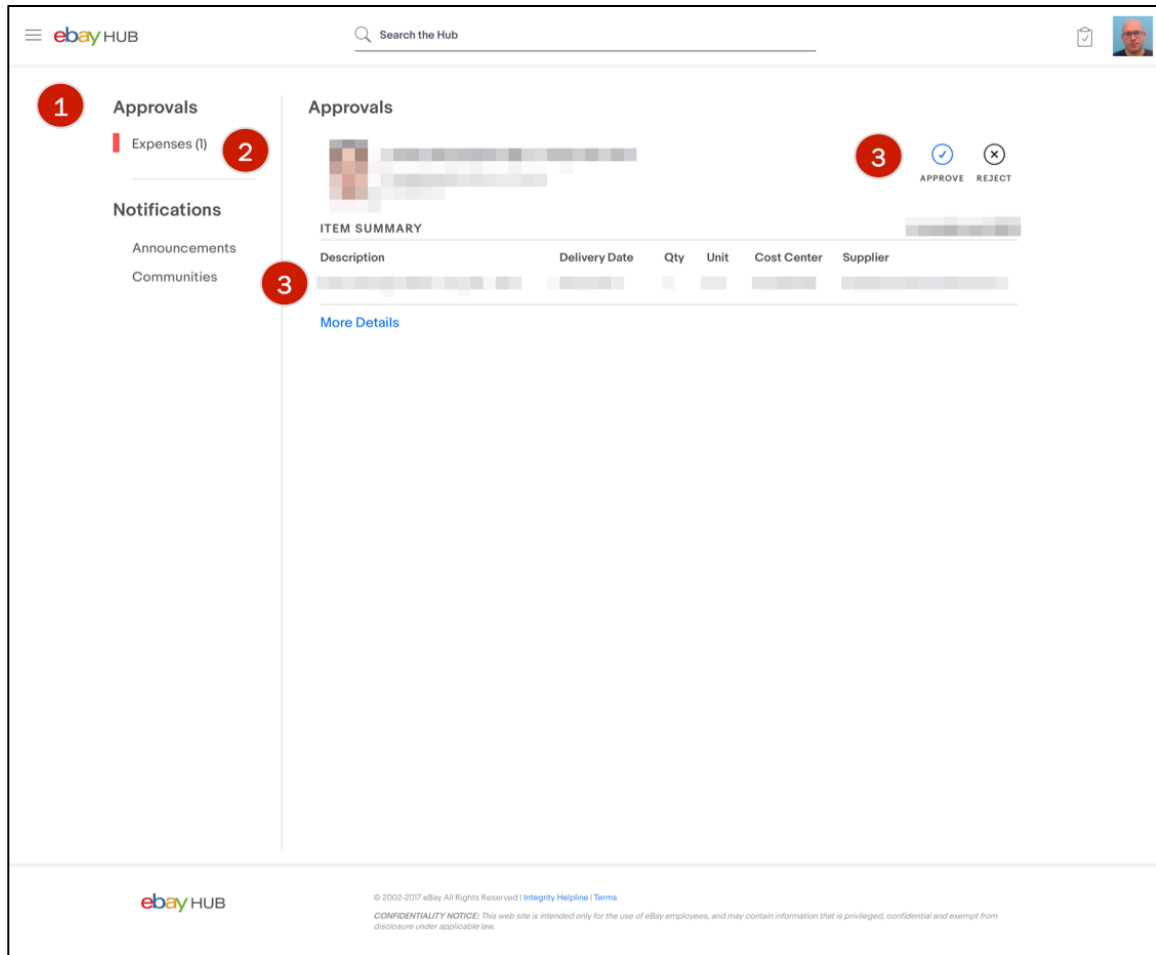 ebay HUB
Search the Hub
1
Approvals
Expenses (1)
2
Notifications
Announcements
Communities
Approvals
3
APPROVE REJECT
ITEM SUMMARY
Description Delivery Date Qty Unit Cost Center Supplier
3
More Details
ebay HUB
© 2002-2017 eBay All Rights Reserved | Integrity Helpline | Terms
CONFIDENTIALITY NOTICE: This web site is intended only for the use of eBay employees, and may contain information that is privileged, confidential and exempt from
disclosure under applicable law.